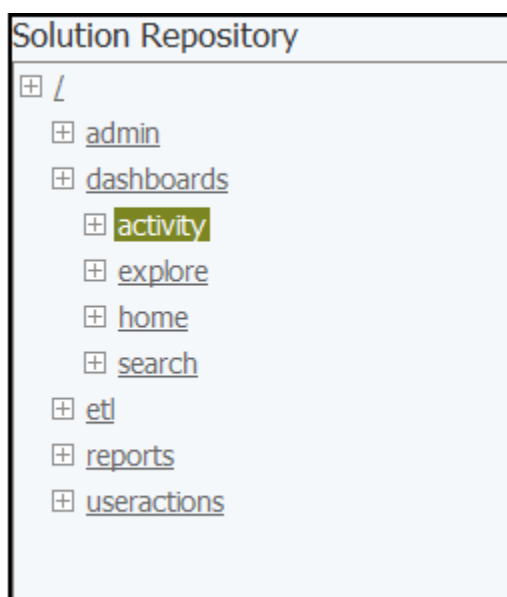 Solution Repository
/
admin
dashboards
activity
explore
home
search
etl
reports
useractions